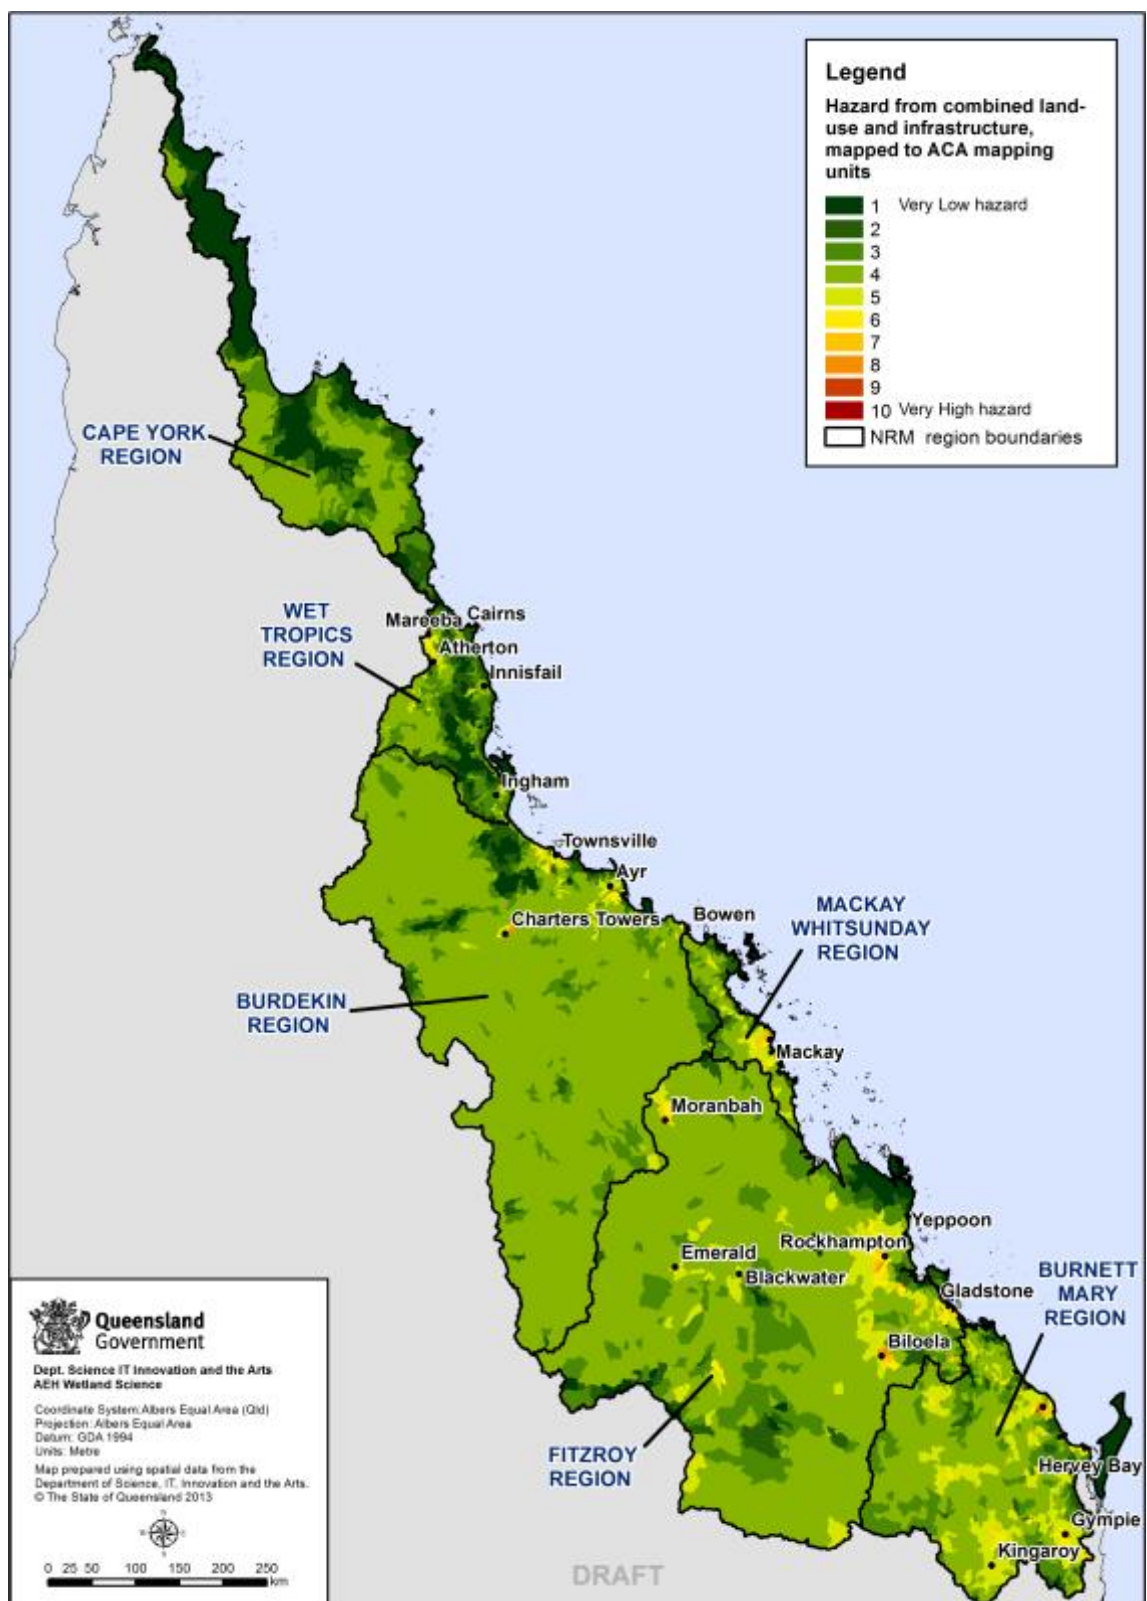 Legend
Hazard from combined land-
use and infrastructure,
mapped to ACA mapping
units
1 Very Low hazard
2
3
4
5
6
7
8
9
10 Very High hazard
NRM region boundaries
CAPE YORK
REGION
WET
TROPICS
REGION
Mareeba
Cairns
Atherton
Innisfail
Ingham
Townsville
Ayr
Charters Towers
Bowen
MACKAY
WHITSUNDAY
REGION
BURDEKIN
REGION
Mackay
Moranbah
Yeppoon
Rockhampton
Emerald
Blackwater
Gladstone
BURNETT
MARY
REGION
Biloela
FITZROY
REGION
Hervey Bay
Gympie
Kingaroy
Queensland
Government
Dept. Science IT Innovation and the Arts
AEH Wetland Science
Coordinate System: Albers Equal Area (Qld)
Projection: Albers Equal Area
Datum: GDA 1994
Units: Metre
Map prepared using spatial data from the
Department of Science, IT, Innovation and the Arts.
© The State of Queensland 2013
0 25 50 100 150 200 250
km
DRAFT